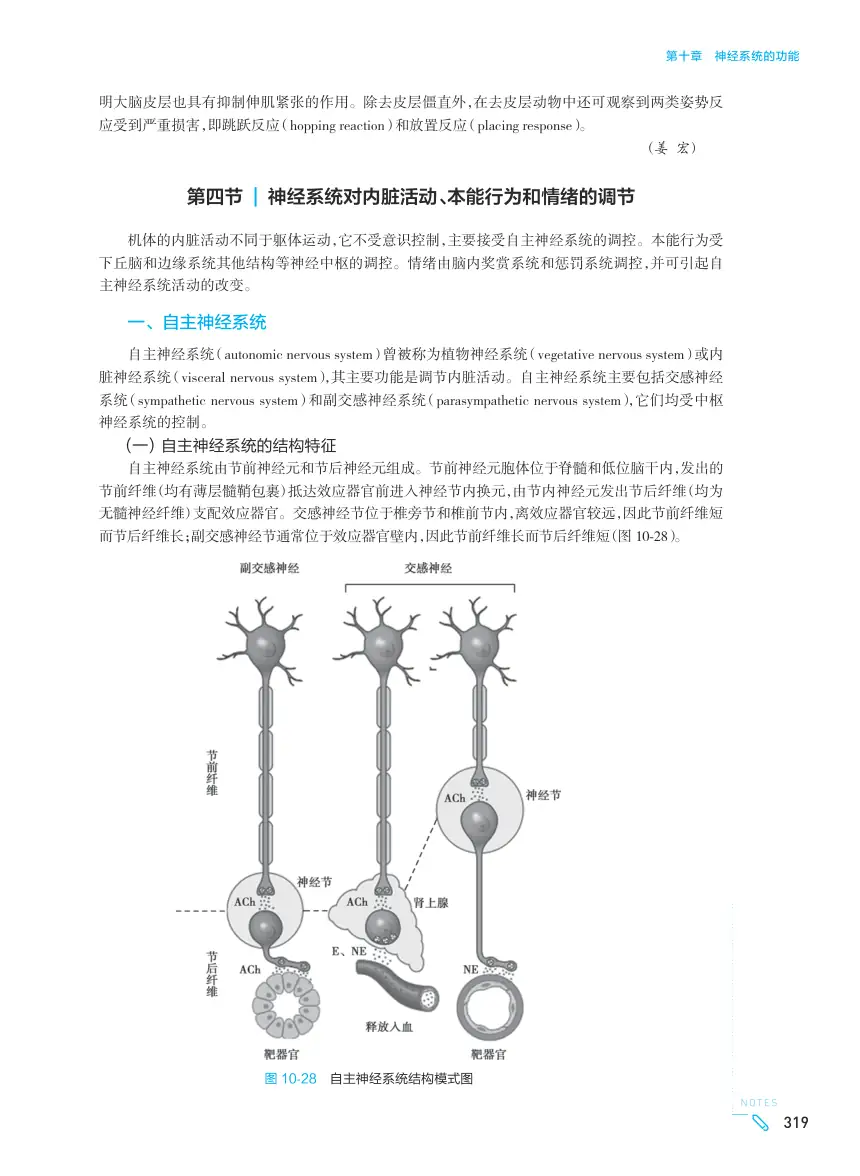 第十章　神经系统的功能
明大脑皮层也具有抑制伸肌紧张的作用。除去皮层僵直外,在去皮层动物中还可观察到两类姿势反
应受到严重损害,即跳跃反应(hopping reaction)和放置反应(placing response)。
(姜 宏)
第四节 | 神经系统对内脏活动、本能行为和情绪的调节
机体的内脏活动不同于躯体运动,它不受意识控制,主要接受自主神经系统的调控。本能行为受
下丘脑和边缘系统其他结构等神经中枢的调控。情绪由脑内奖赏系统和惩罚系统调控,并可引起自
主神经系统活动的改变。
一、自主神经系统
自主神经系统(autonomic nervous system)曾被称为植物神经系统(vegetative nervous system)或内
脏神经系统(visceral nervous system),其主要功能是调节内脏活动。自主神经系统主要包括交感神经
系统(sympathetic nervous system)和副交感神经系统(parasympathetic nervous system),它们均受中枢
神经系统的控制。
(一)自主神经系统的结构特征
自主神经系统由节前神经元和节后神经元组成。节前神经元胞体位于脊髓和低位脑干内,发出的
节前纤维(均有薄层髓鞘包裹)抵达效应器官前进入神经节内换元,由节内神经元发出节后纤维(均为
无髓神经纤维)支配效应器官。交感神经节位于椎旁节和椎前节内,离效应器官较远,因此节前纤维短
而节后纤维长;副交感神经节通常位于效应器官壁内,因此节前纤维长而节后纤维短(图 10-28)。
副交感神经
交感神经
节前纤维
ACh
神经节
神经节
ACh
ACh
肾上腺
节后纤维
ACh
E、NE
NE
释放入血
靶器官
靶器官
图 10-28　自主神经系统结构模式图
NOTES
319